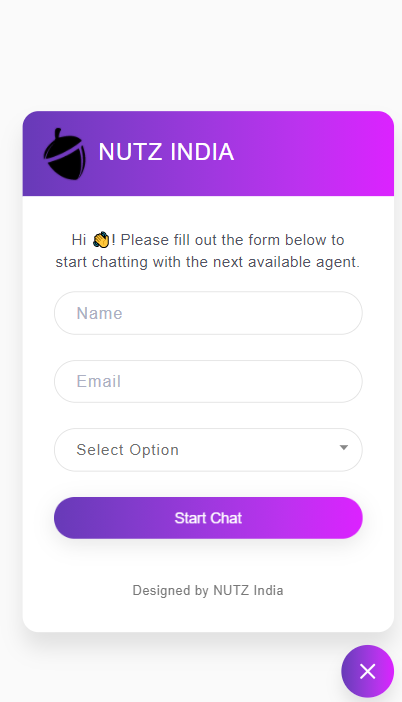 NUTZ INDIA
Hi 👋! Please fill out the form below to
start chatting with the next available agent.
Name
Email
Select Option
Start Chat
Designed by NUTZ India